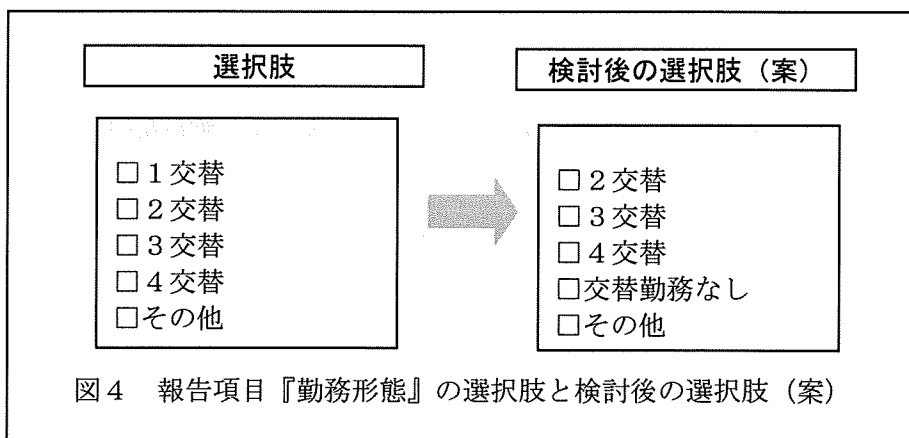 選択肢
検討後の選択肢（案）
□１交替
□２交替
□３交替
□４交替
□その他
□２交替
□３交替
□４交替
□交替勤務なし
□その他
図４　報告項目『勤務形態』の選択肢と検討後の選択肢（案）